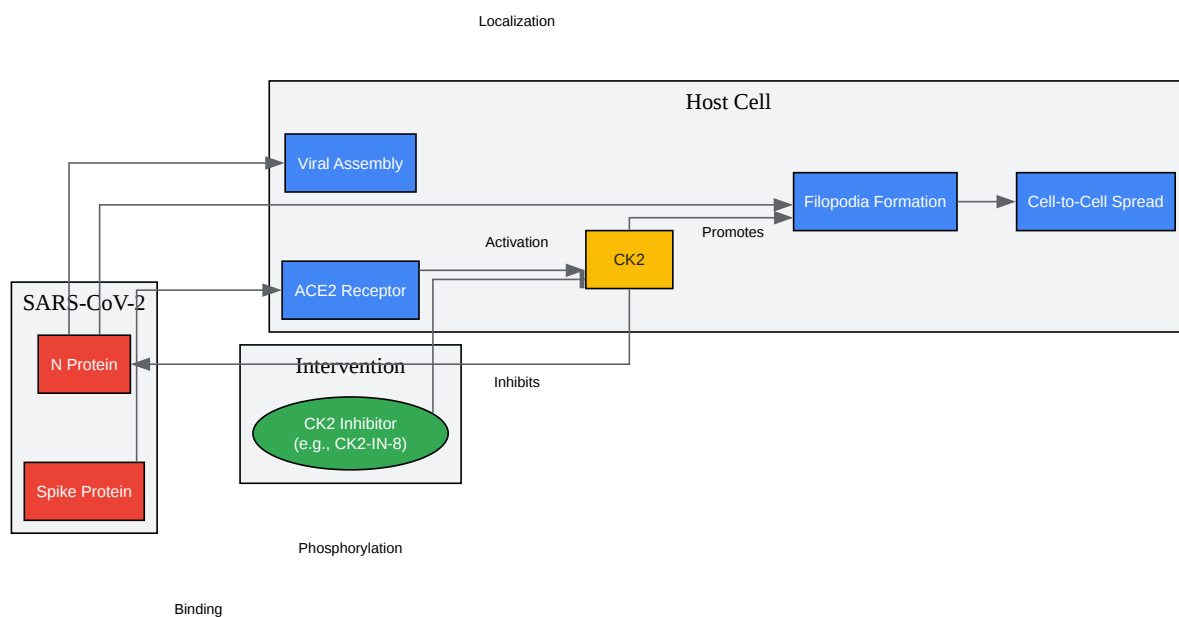 Localization
Host Cell
Viral Assembly
Filopodia Formation
Cell-to-Cell Spread
Promotes
Activation
CK2
ACE2 Receptor
SARS-CoV-2
N Protein
Intervention
Inhibits
CK2 Inhibitor
(e.g., CK2-IN-8)
Spike Protein
Phosphorylation
Binding